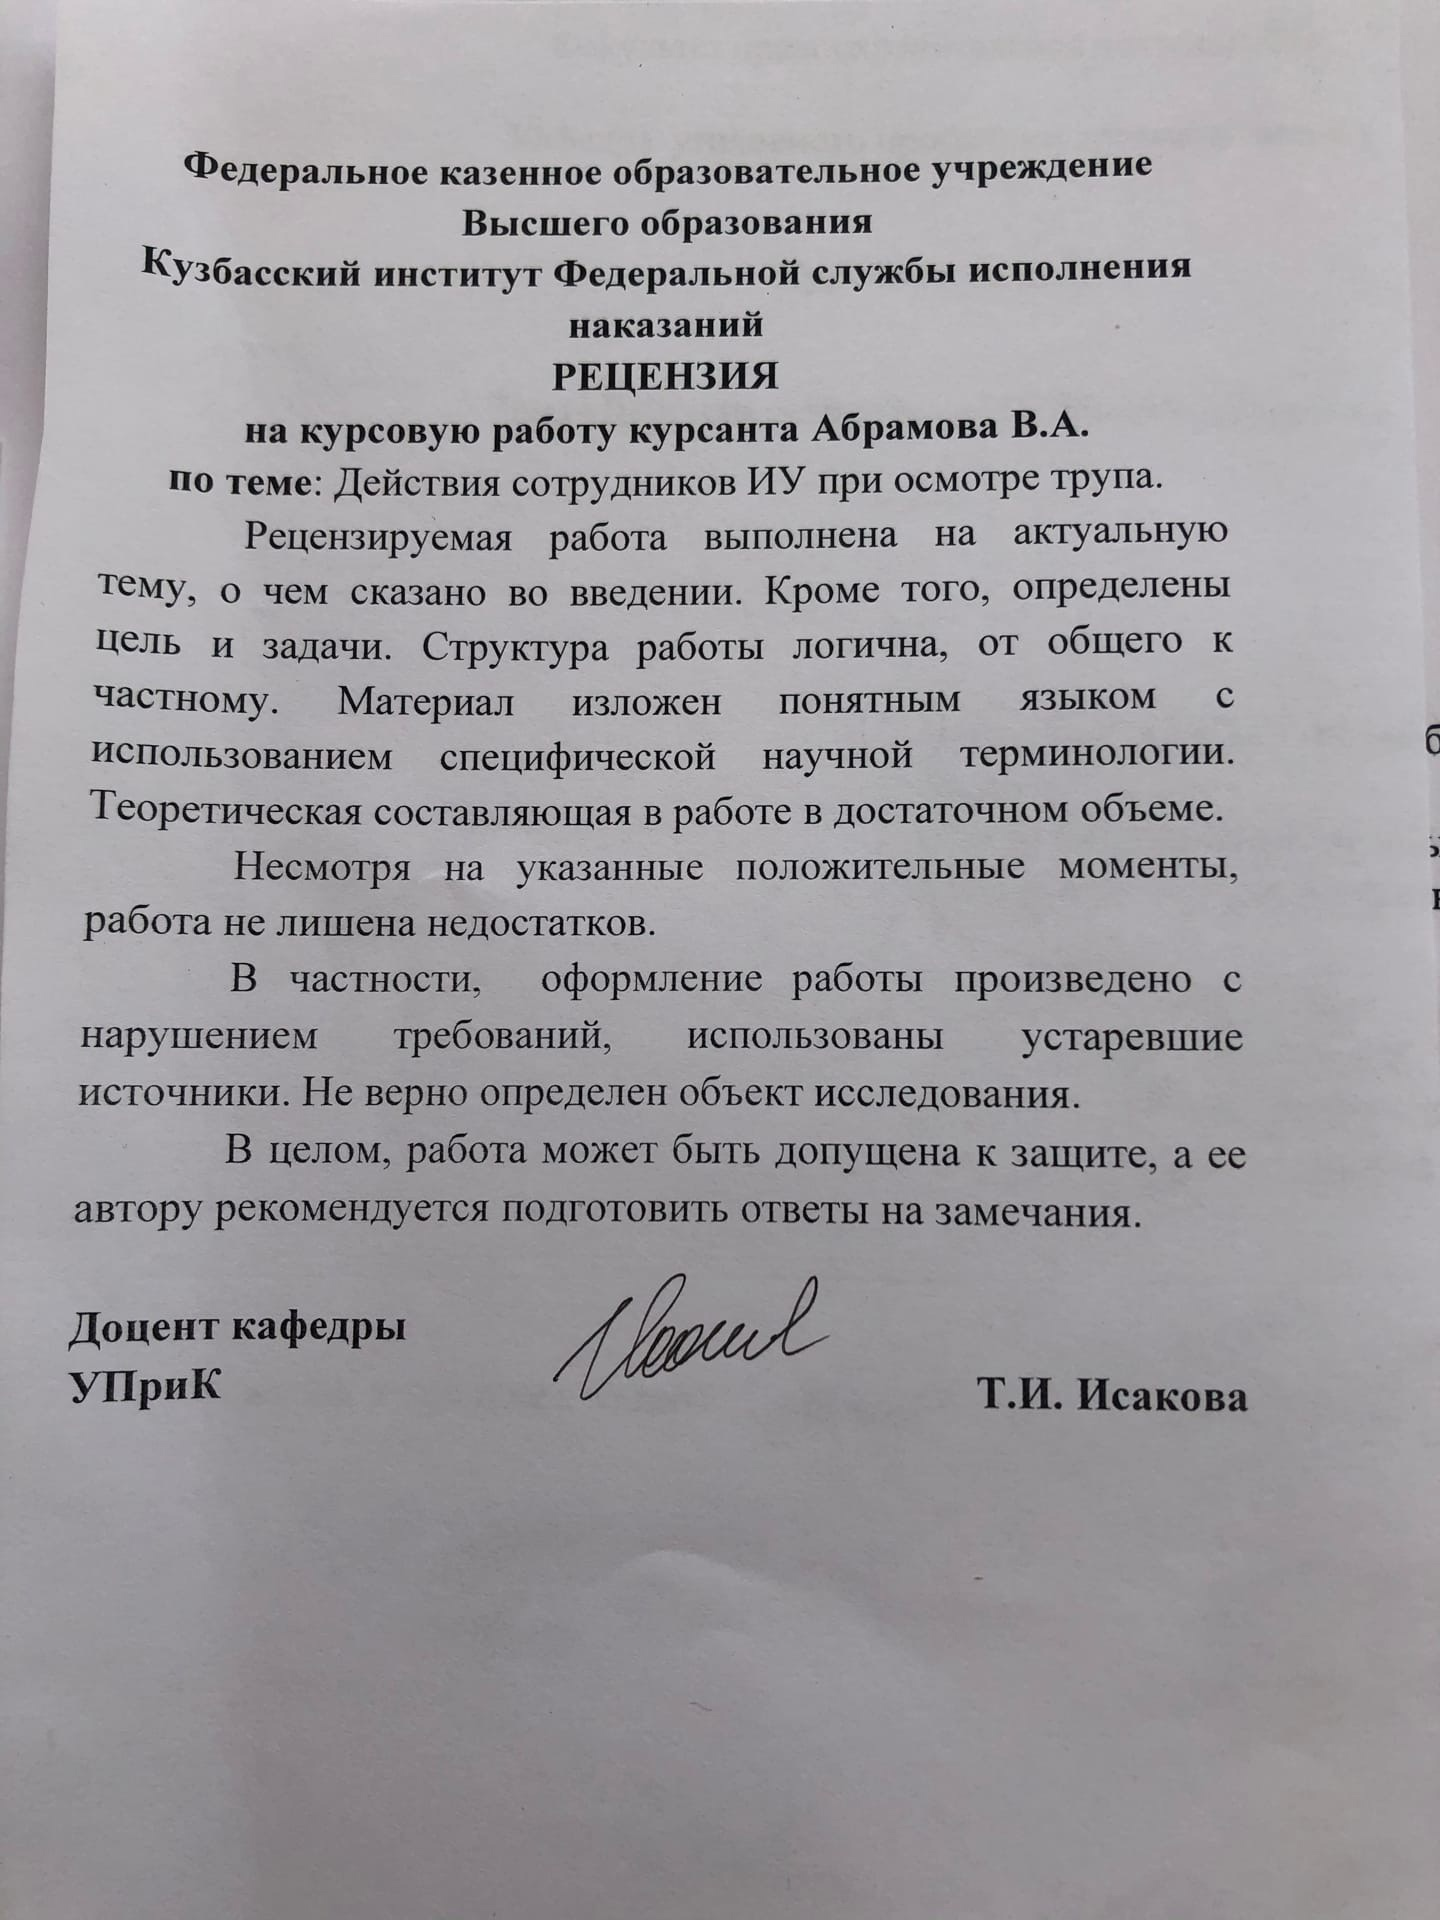 Федеральное казенное образовательное учреждение
Высшего образования
Кузбасский институт Федеральной службы исполнения
наказаний
РЕЦЕНЗИЯ
на курсовую работу курсанта Абрамова В.А.
по теме: Действия сотрудников ИУ при осмотре трупа.
Рецензируемая работа выполнена на актуальную
тему, о чем сказано во введении. Кроме того, определены
цель и задачи. Структура работы логична, от общего к
частному. Материал изложен понятным языком с
использованием специфической научной терминологии.
Теоретическая составляющая в работе в достаточном объеме.
Несмотря на указанные положительные моменты,
работа не лишена недостатков.
В частности, оформление работы произведено с
нарушением требований, использованы устаревшие
источники. Не верно определен объект исследования.
В целом, работа может быть допущена к защите, а ее
автору рекомендуется подготовить ответы на замечания.
Доцент кафедры
УПриК
Т.И. Исакова